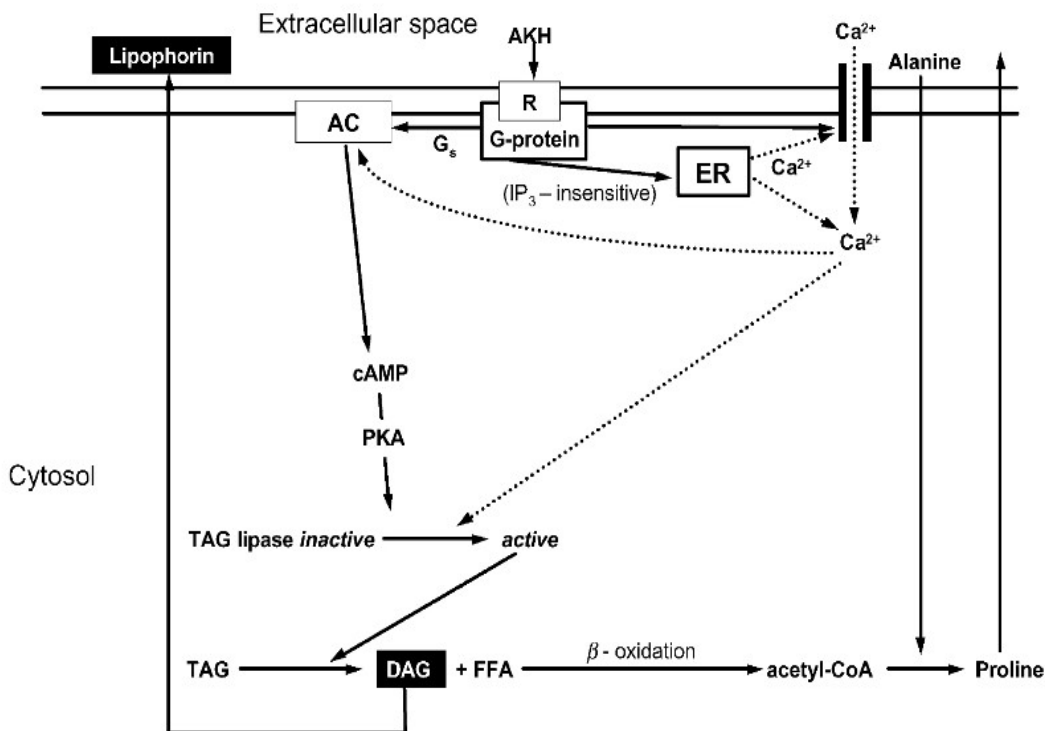 Extracellular space
Lipophorin
AKH
Ca²⁺
Alanine
R
AC
G-protein
Gₛ
ER
Ca²⁺
(IP₃ – insensitive)
Ca²⁺
cAMP
PKA
Cytosol
TAG lipase inactive
active
β - oxidation
TAG
DAG
+ FFA
acetyl-CoA
Proline